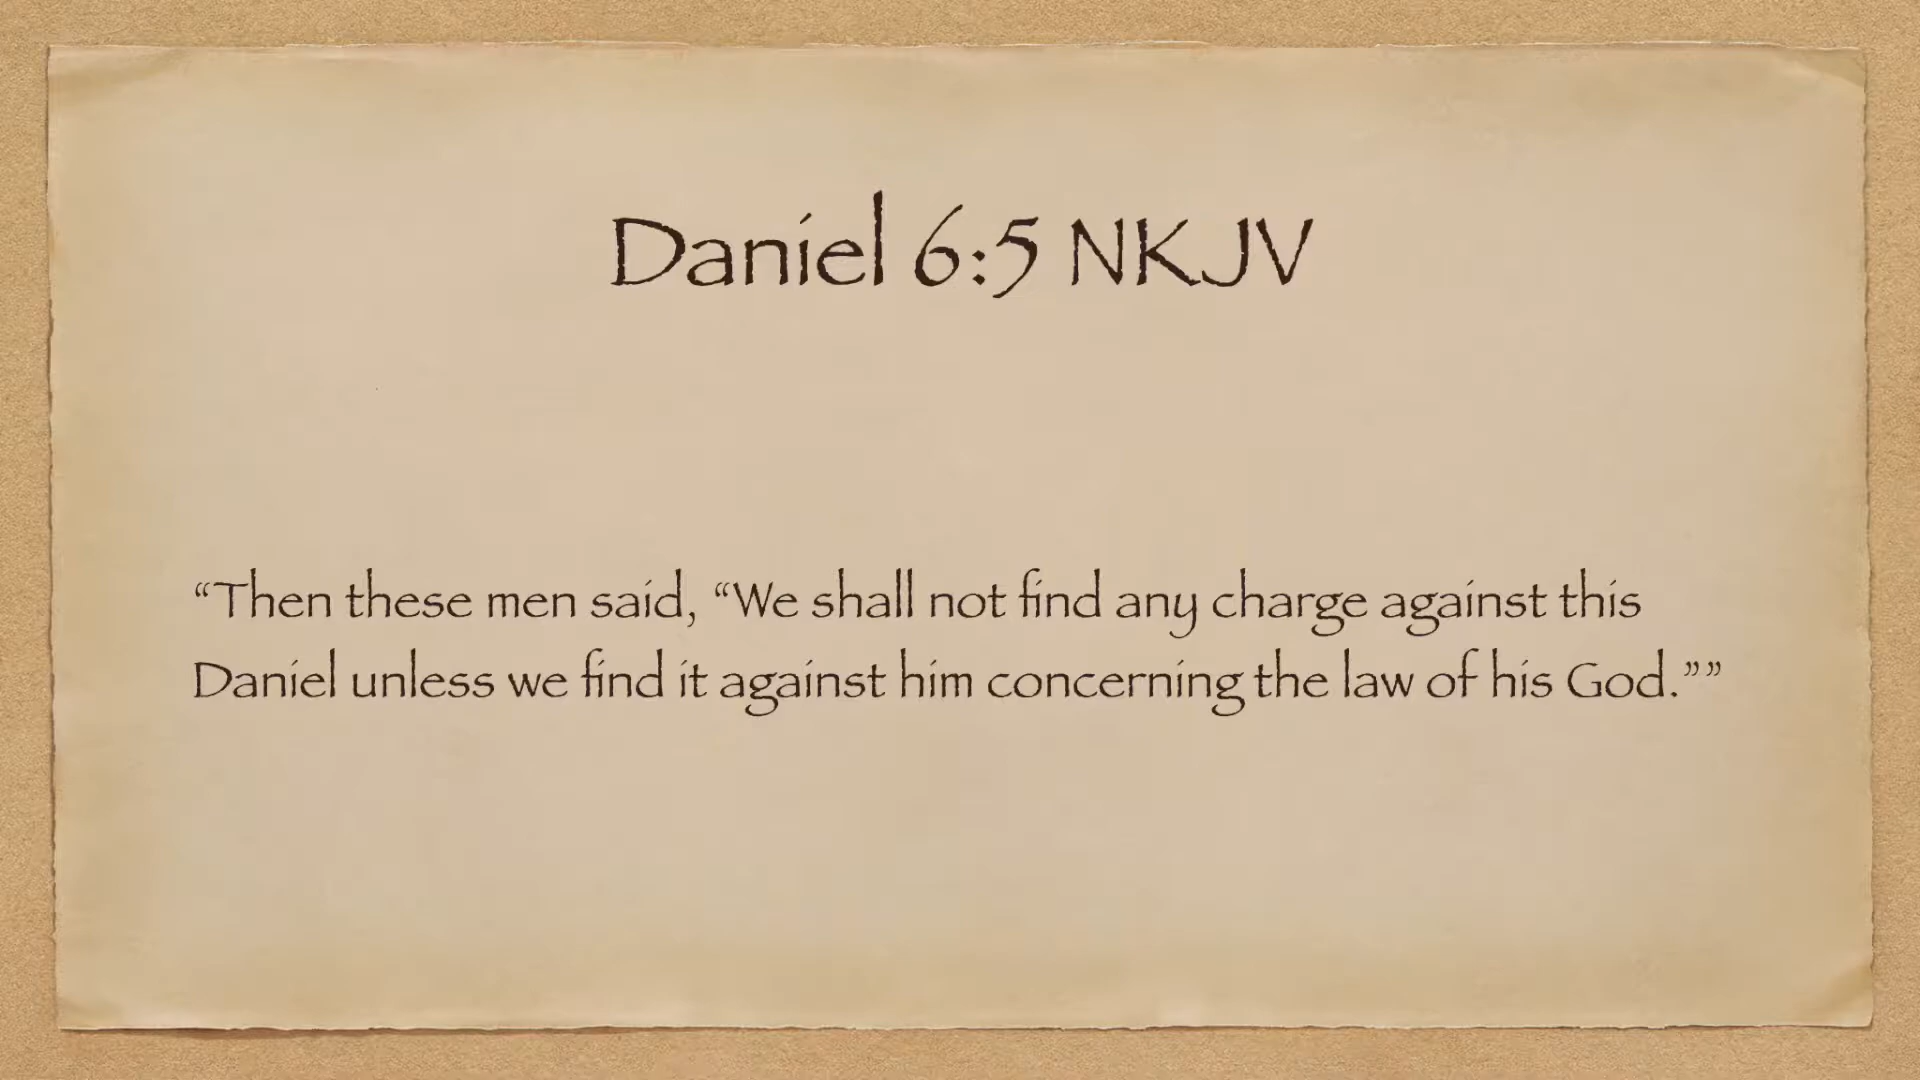 Daniel 6:5 NKJV
“Then these men said, “We shall not find any charge against this
Daniel unless we find it against him concerning the law of his God.””